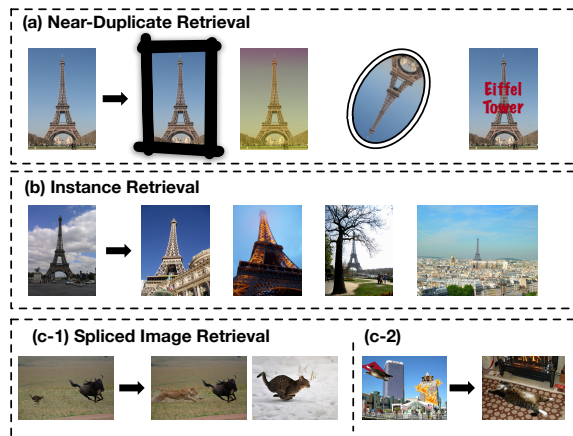 (a) Near-Duplicate Retrieval
Eiffel
Tower
(b) Instance Retrieval
(c-1) Spliced Image Retrieval
(c-2)